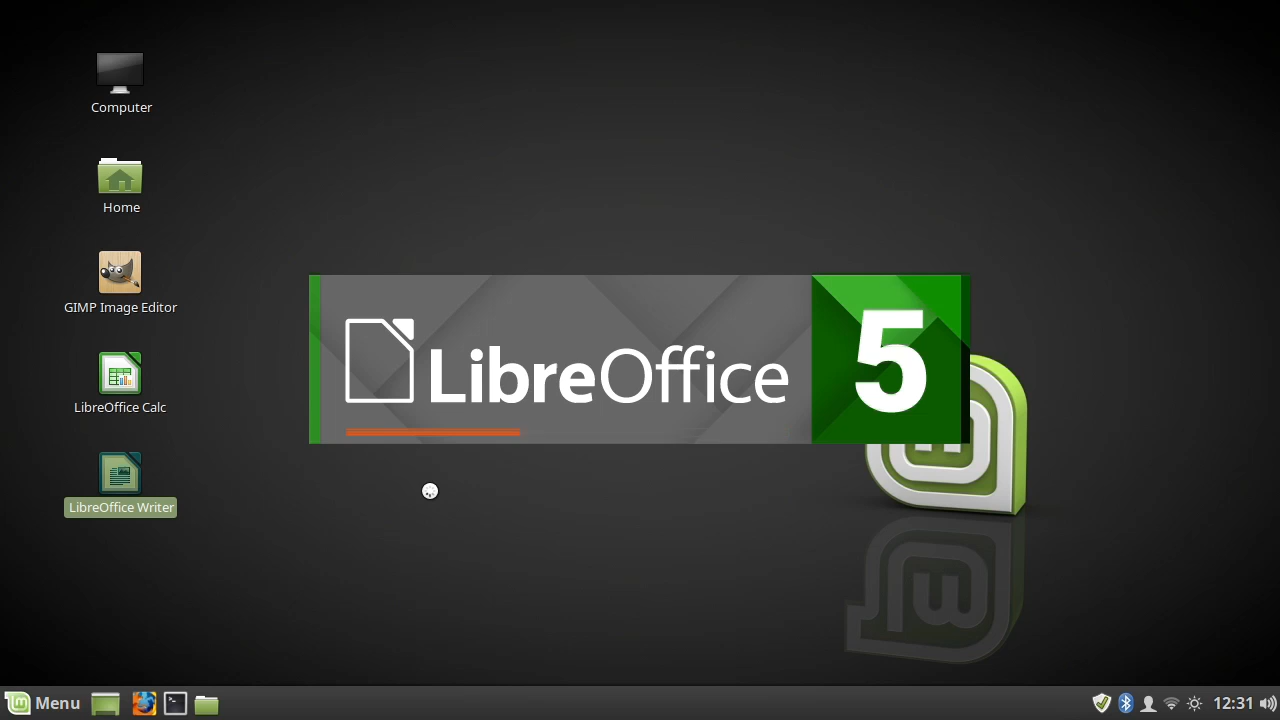 Computer
Home
GIMP Image Editor
LibreOffice Calc
LibreOffice Writer
LibreOffice 5
Menu
12:31